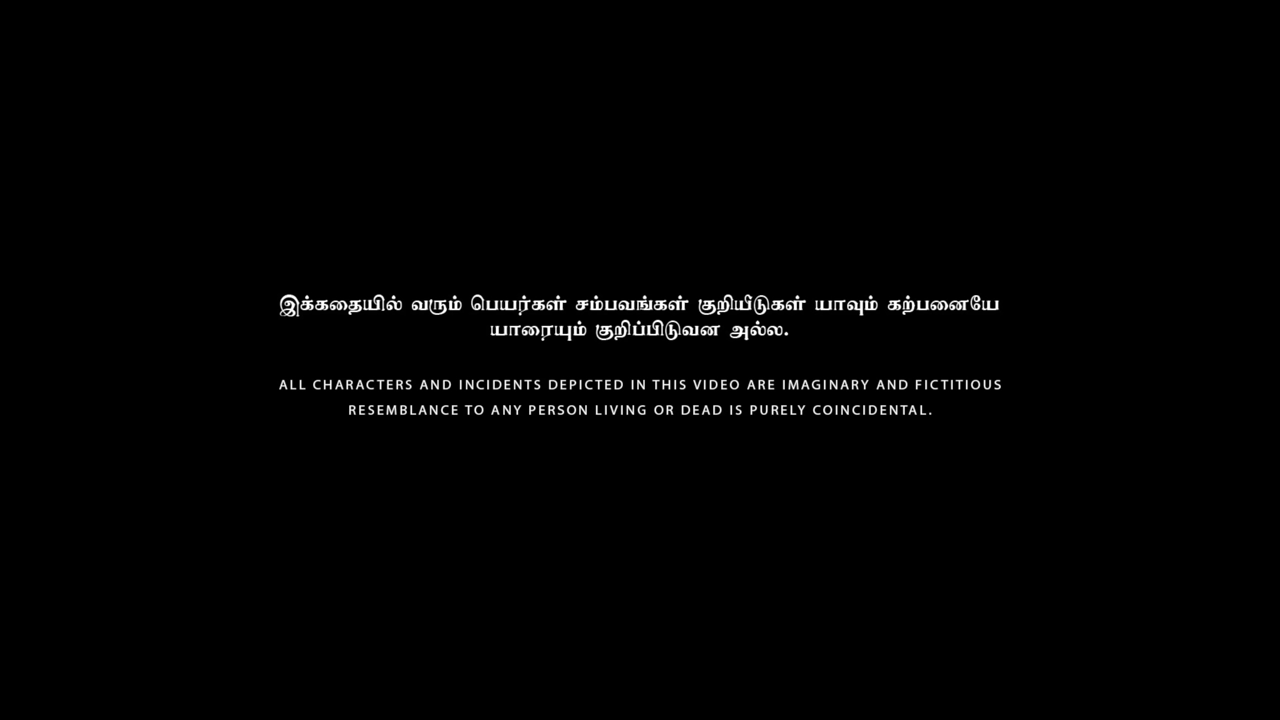 இக்கதையில் வரும் பெயர்கள் சம்பவங்கள் குறியீடுகள் யாவும் கற்பனையே
யாரையும் குறிப்பிடுவன அல்ல.
ALL CHARACTERS AND INCIDENTS DEPICTED IN THIS VIDEO ARE IMAGINARY AND FICTITIOUS
RESEMBLANCE TO ANY PERSON LIVING OR DEAD IS PURELY COINCIDENTAL.